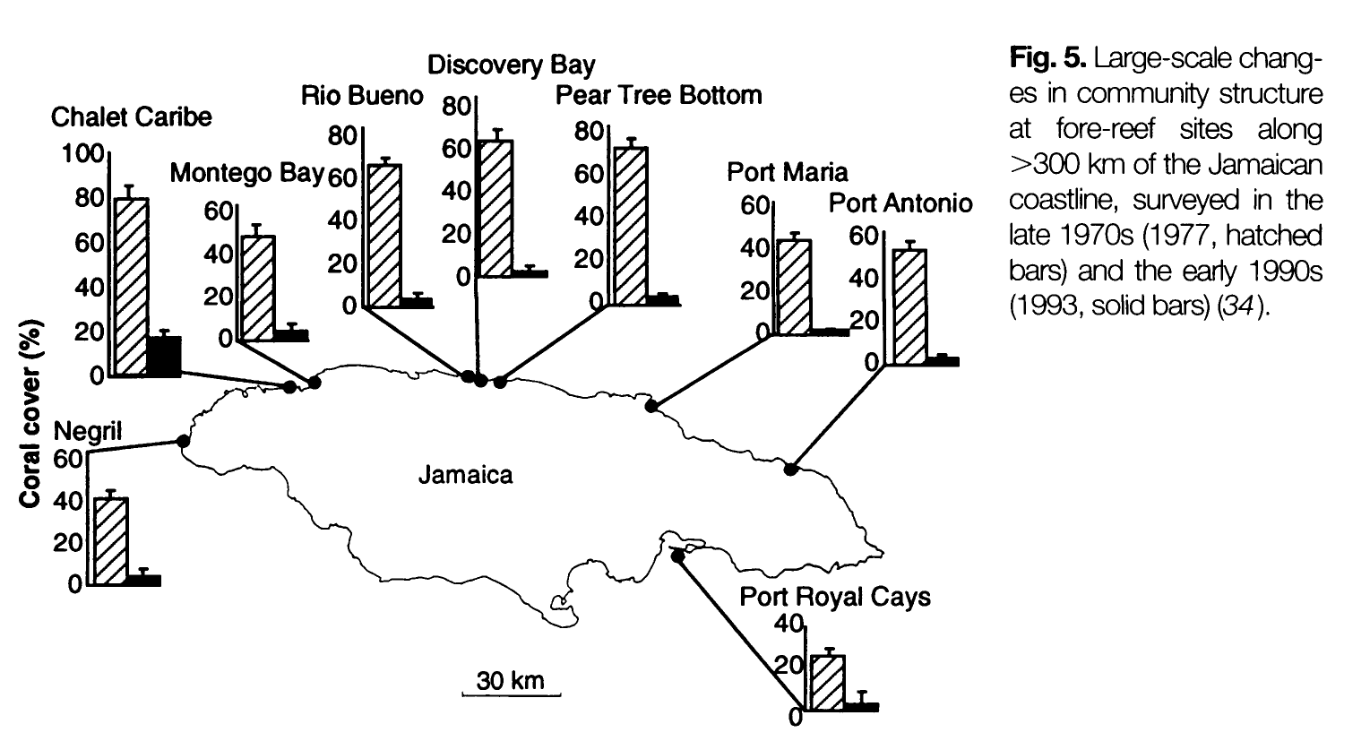 Discovery Bay
80
60
40
20
0
Rio Bueno
80
60
40
20
0
Pear Tree Bottom
80
60
40
20
0
Chalet Caribe
100
80
60
40
20
0
Montego Bay
60
40
20
0
Port Maria
60
40
20
0
Port Antonio
60
40
20
0
Coral cover (%)
Negril
60
40
20
0
Jamaica
Port Royal Cays
40
20
0
30 km
Fig. 5. Large-scale chang-
es in community structure
at fore-reef sites along
>300 km of the Jamaican
coastline, surveyed in the
late 1970s (1977, hatched
bars) and the early 1990s
(1993, solid bars) (34).